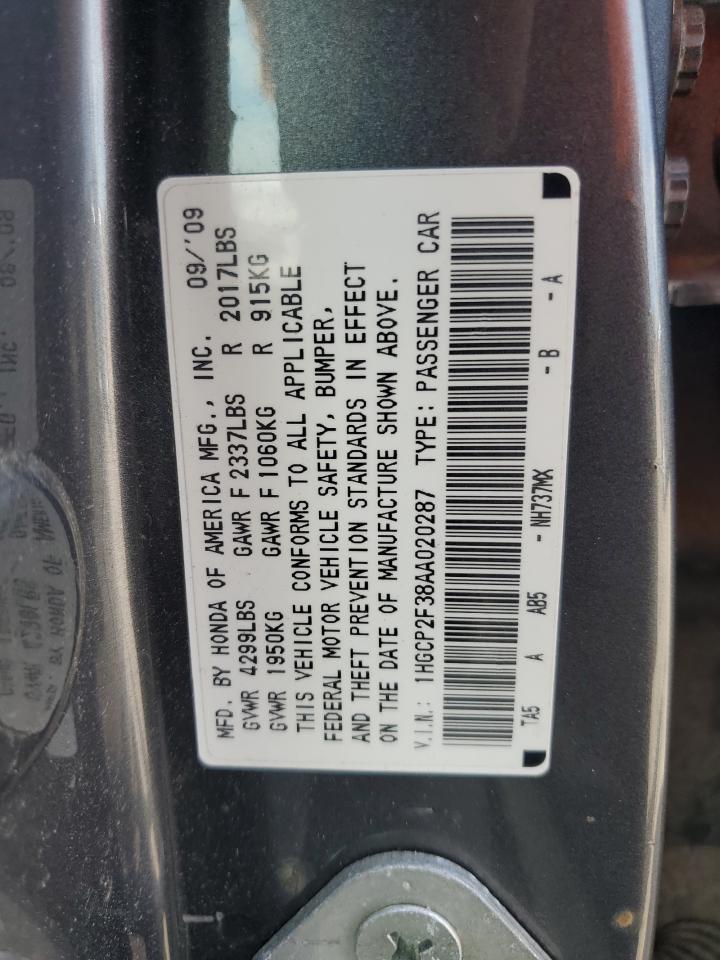 MFD. BY HONDA OF AMERICA MFG., INC. 09/'09
GVWR 4299LBS GAWR F 2337LBS R 2017LBS
GVWR 1950KG GAWR F 1060KG R 915KG
THIS VEHICLE CONFORMS TO ALL APPLICABLE
FEDERAL MOTOR VEHICLE SAFETY, BUMPER,
AND THEFT PREVENTION STANDARDS IN EFFECT
ON THE DATE OF MANUFACTURE SHOWN ABOVE.
V.I.N.: 1HGCP2F38AA020287 TYPE: PASSENGER CAR
TA5 A AB5 - NH737MX - B - A